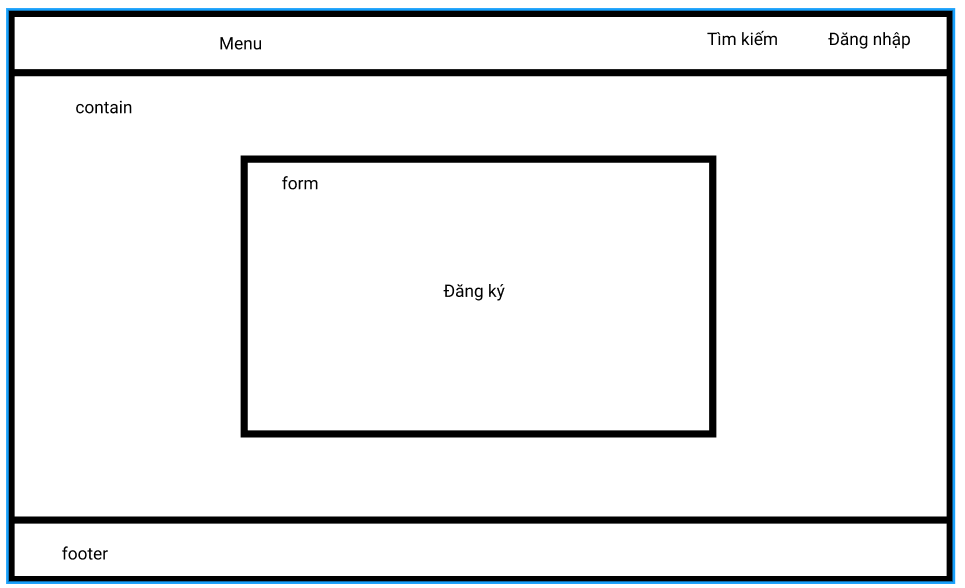 Menu
Tìm kiếm
Đăng nhập
contain
form
Đăng ký
footer